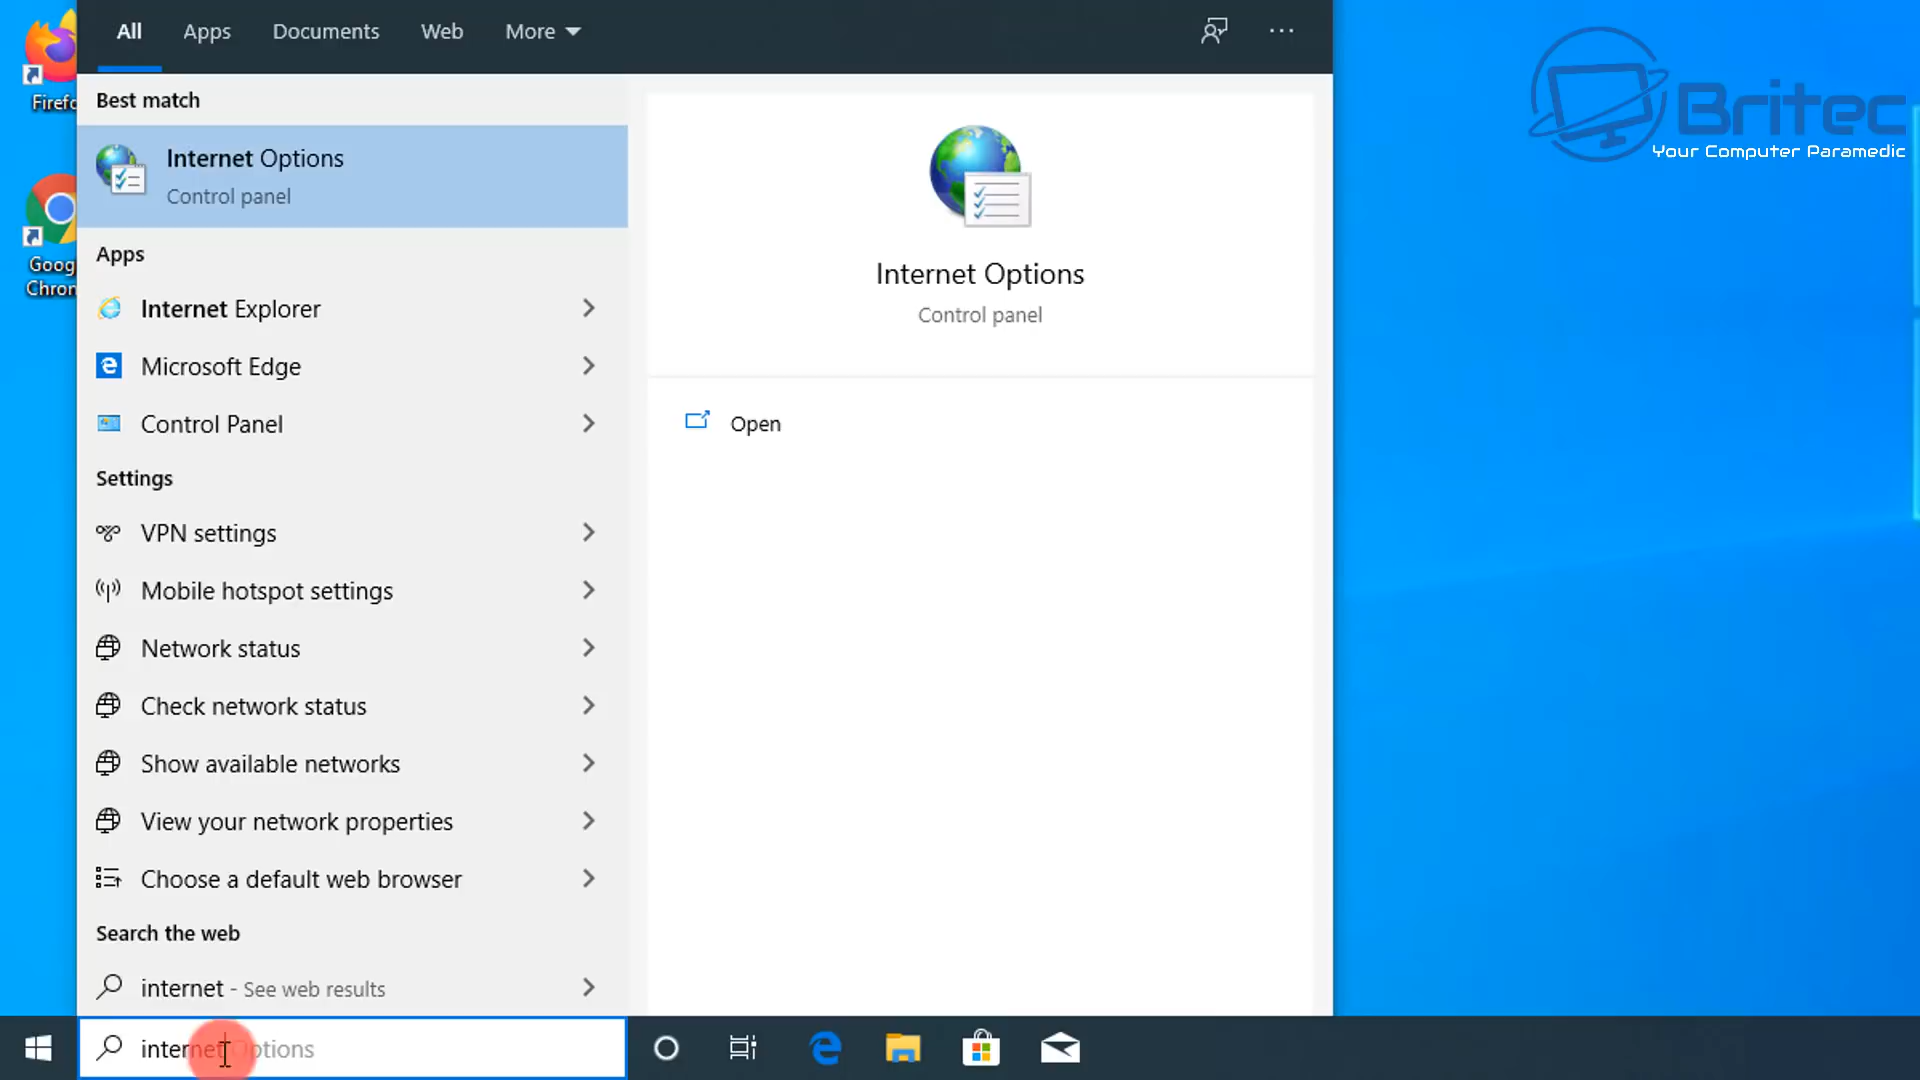 All Apps Documents Web More
Firefo
Goog
Chron
Best match
Internet Options
Control panel
Apps
Internet Explorer
Microsoft Edge
Control Panel
Settings
VPN settings
Mobile hotspot settings
Network status
Check network status
Show available networks
View your network properties
Choose a default web browser
Search the web
internet - See web results
internet Options
Internet Options
Control panel
Open
Britec
Your Computer Paramedic